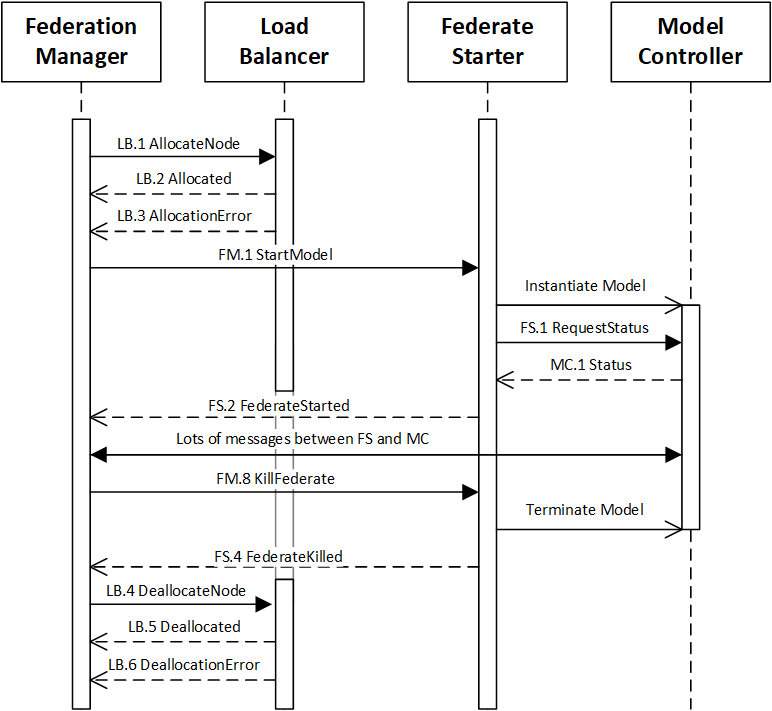 Federation
Manager
Load
Balancer
Federate
Starter
Model
Controller
LB.1 AllocateNode
LB.2 Allocated
LB.3 AllocationError
FM.1 StartModel
Instantiate Model
FS.1 RequestStatus
MC.1 Status
FS.2 FederateStarted
Lots of messages between FS and MC
FM.8 KillFederate
Terminate Model
FS.4 FederateKilled
LB.4 DeallocateNode
LB.5 Deallocated
LB.6 DeallocationError